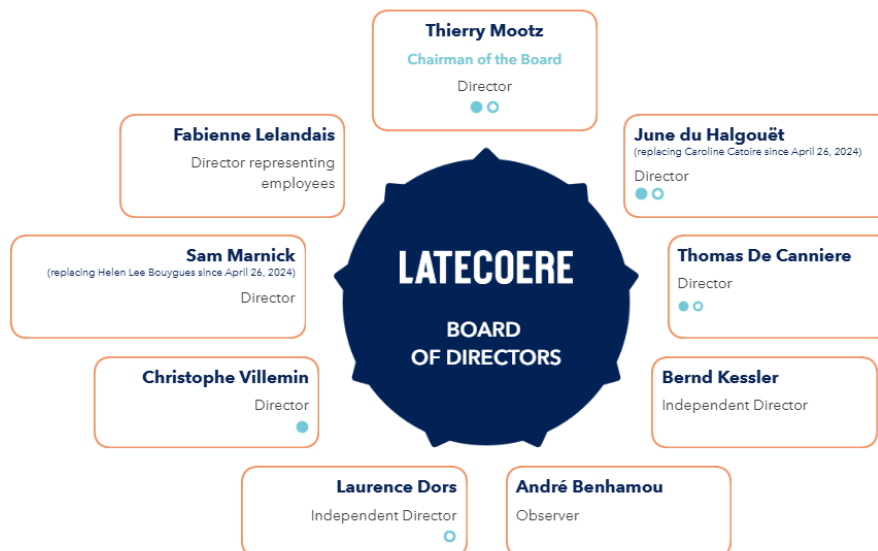 Thierry Mootz
Chairman of the Board
Director
Fabienne Lelandais
Director representing
employees
June du Halgouët
(replacing Caroline Catoire since April 26, 2024)
Director
Sam Marnick
(replacing Helen Lee Bouygues since April 26, 2024)
Director
LATECOERE
BOARD
OF DIRECTORS
Thomas De Canniere
Director
Christophe Villemin
Director
Bernd Kessler
Independent Director
Laurence Dors
Independent Director
André Benhamou
Observer